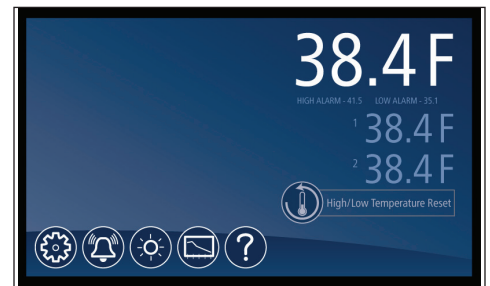 38.4 F
HIGH ALARM - 41.5 LOW ALARM - 35.1
1 38.4 F
2 38.4 F
High/Low Temperature Reset
?